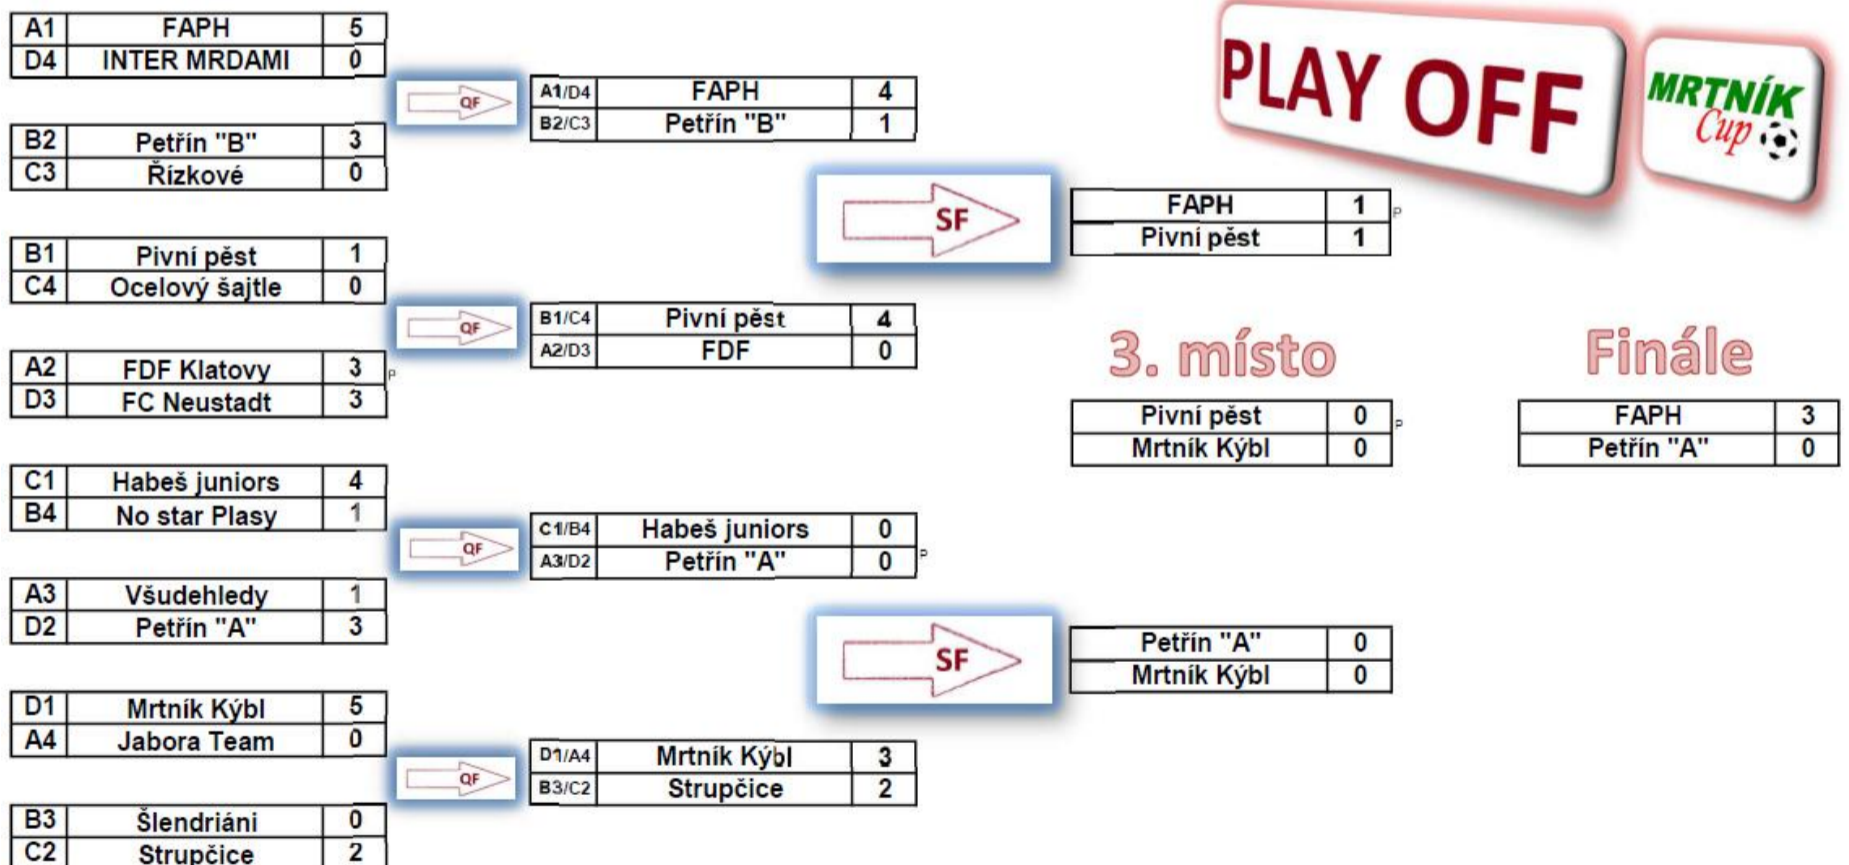 A1 FAPH 5
D4 INTER MRDAMI 0
B2 Petřín "B" 3
C3 Řízkové 0
B1 Pivní pěst 1
C4 Ocelový šajtle 0
A2 FDF Klatovy 3 P
D3 FC Neustadt 3
C1 Habeš juniors 4
B4 No star Plasy 1
A3 Všudehledy 1
D2 Petřín "A" 3
D1 Mrtník Kýbl 5
A4 Jabora Team 0
B3 Šlendriáni 0
C2 Strupčice 2
QF
QF
QF
QF
A1/D4 FAPH 4
B2/C3 Petřín "B" 1
B1/C4 Pivní pěst 4
A2/D3 FDF 0
C1/B4 Habeš juniors 0
A3/D2 Petřín "A" 0 P
D1/A4 Mrtník Kýbl 3
B3/C2 Strupčice 2
SF
SF
FAPH 1 P
Pivní pěst 1
Petřín "A" 0
Mrtník Kýbl 0
3. místo
Pivní pěst 0 P
Mrtník Kýbl 0
Finále
FAPH 3
Petřín "A" 0
PLAY OFF
MRTNÍK
Cup